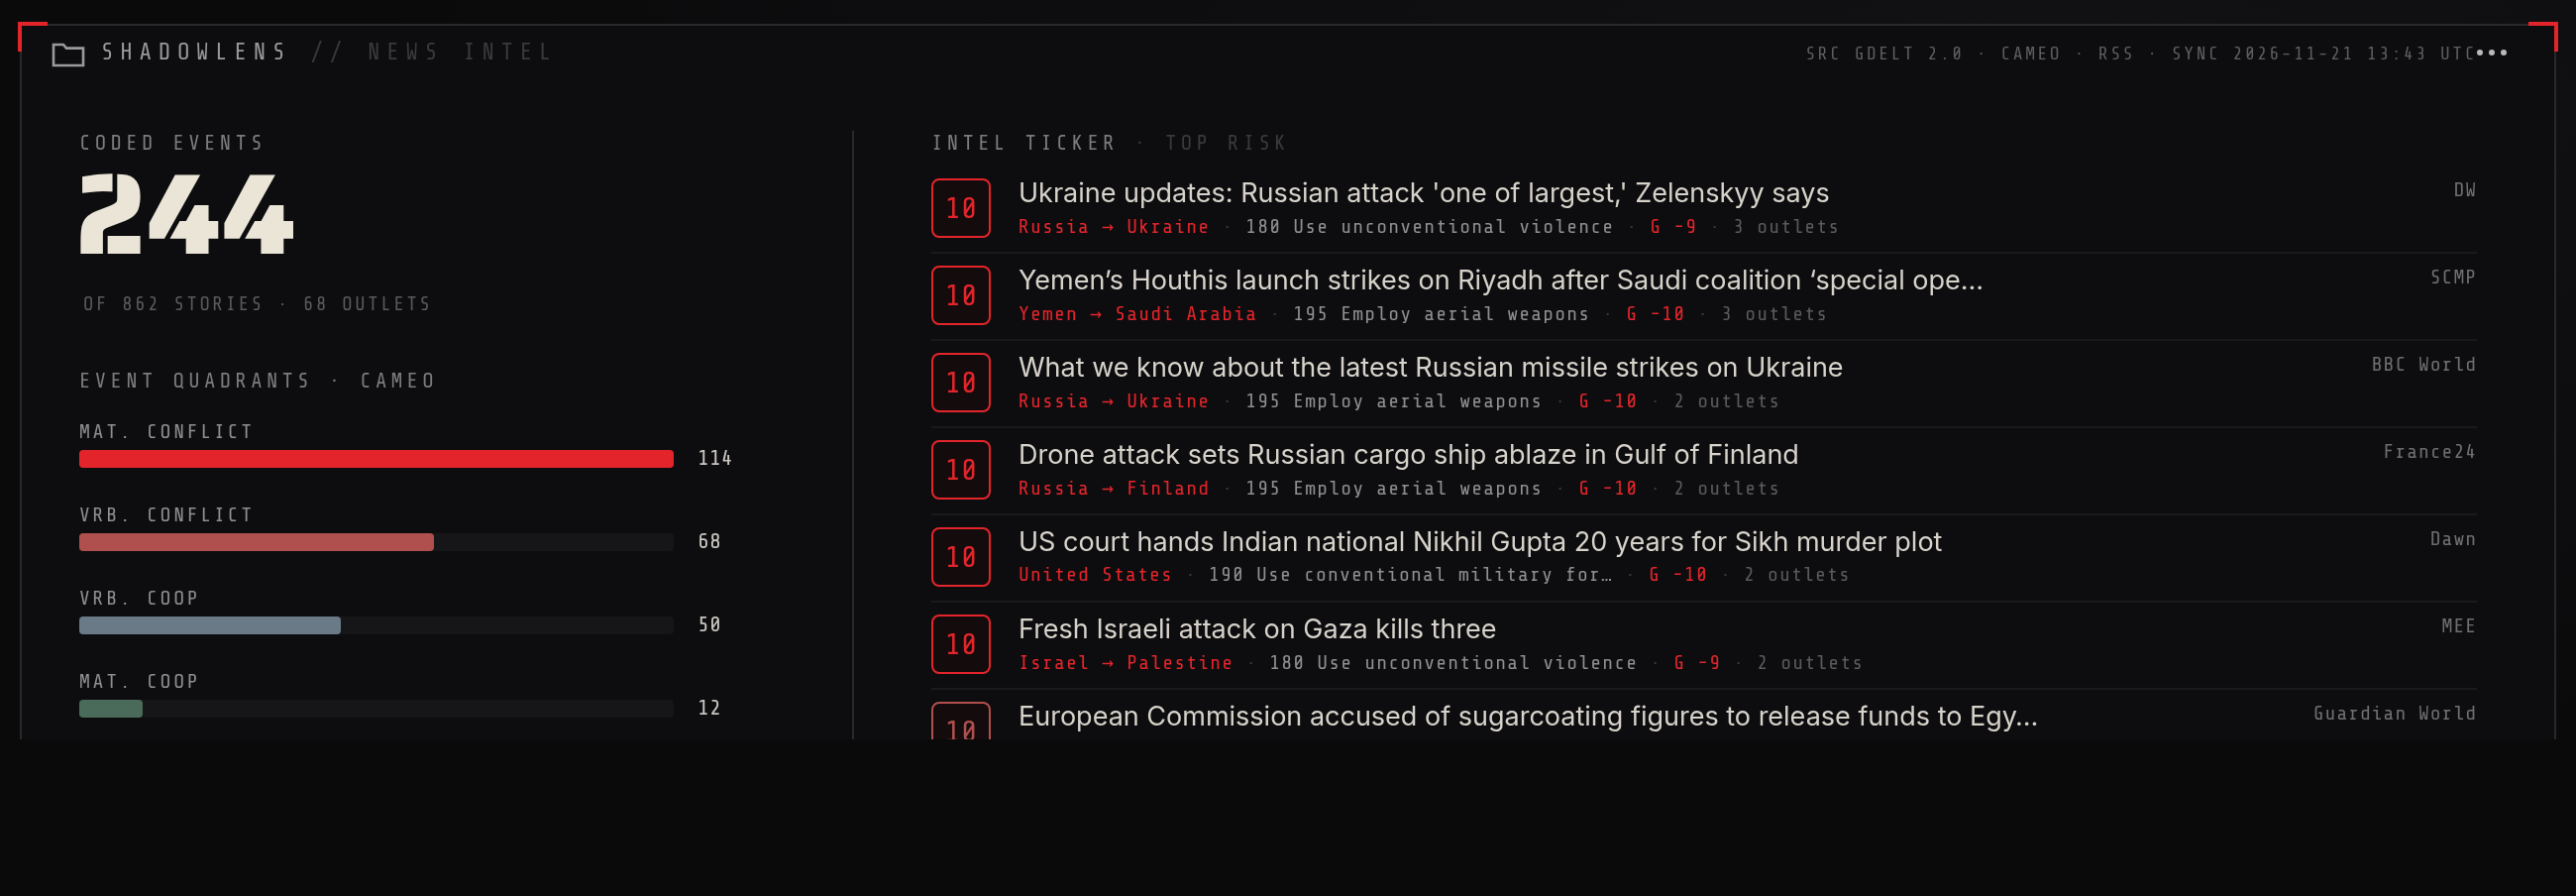 SHADOWLENS // NEWS INTEL
SRC GDELT 2.0 · CAMEO · RSS · SYNC 2026-11-21 13:43 UTC
CODED EVENTS
244
OF 862 STORIES · 68 OUTLETS
EVENT QUADRANTS · CAMEO
MAT. CONFLICT
114
VRB. CONFLICT
68
VRB. COOP
50
MAT. COOP
12
INTEL TICKER · TOP RISK
10
Ukraine updates: Russian attack 'one of largest,' Zelenskyy says
DW
Russia → Ukraine · 180 Use unconventional violence · G -9 · 3 outlets
10
Yemen’s Houthis launch strikes on Riyadh after Saudi coalition ‘special ope…
SCMP
Yemen → Saudi Arabia · 195 Employ aerial weapons · G -10 · 3 outlets
10
What we know about the latest Russian missile strikes on Ukraine
BBC World
Russia → Ukraine · 195 Employ aerial weapons · G -10 · 2 outlets
10
Drone attack sets Russian cargo ship ablaze in Gulf of Finland
France24
Russia → Finland · 195 Employ aerial weapons · G -10 · 2 outlets
10
US court hands Indian national Nikhil Gupta 20 years for Sikh murder plot
Dawn
United States · 190 Use conventional military for… · G -10 · 2 outlets
10
Fresh Israeli attack on Gaza kills three
MEE
Israel → Palestine · 180 Use unconventional violence · G -9 · 2 outlets
10
European Commission accused of sugarcoating figures to release funds to Egy…
Guardian World